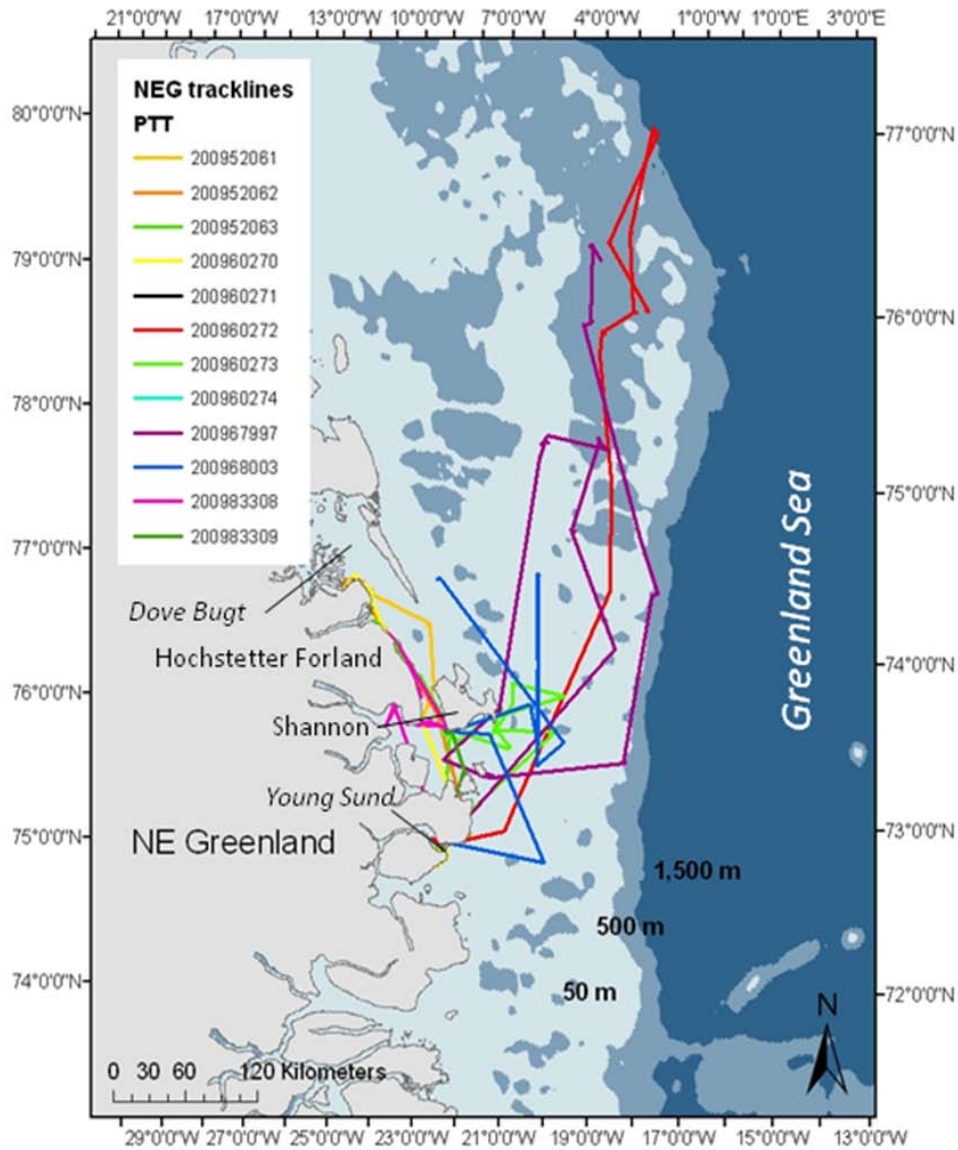 21°0'0"W 17°0'0"W 13°0'0"W 10°0'0"W 7°0'0"W 4°0'0"W 1°0'0"W 1°0'0"E 3°0'0"E
NEG tracklines
PTT
200952061
200952062
200952063
200960270
200960271
200960272
200960273
200960274
200967997
200968003
200983308
200983309
80°0'0"N
79°0'0"N
78°0'0"N
77°0'0"N
76°0'0"N
75°0'0"N
74°0'0"N
77°0'0"N
76°0'0"N
75°0'0"N
74°0'0"N
73°0'0"N
72°0'0"N
Dove Bugt
Hochstetter Forland
Shannon
Young Sund
NE Greenland
Greenland Sea
1,500 m
500 m
50 m
N
0 30 60 120 Kilometers
29°0'0"W 27°0'0"W 25°0'0"W 23°0'0"W 21°0'0"W 19°0'0"W 17°0'0"W 15°0'0"W 13°0'0"W